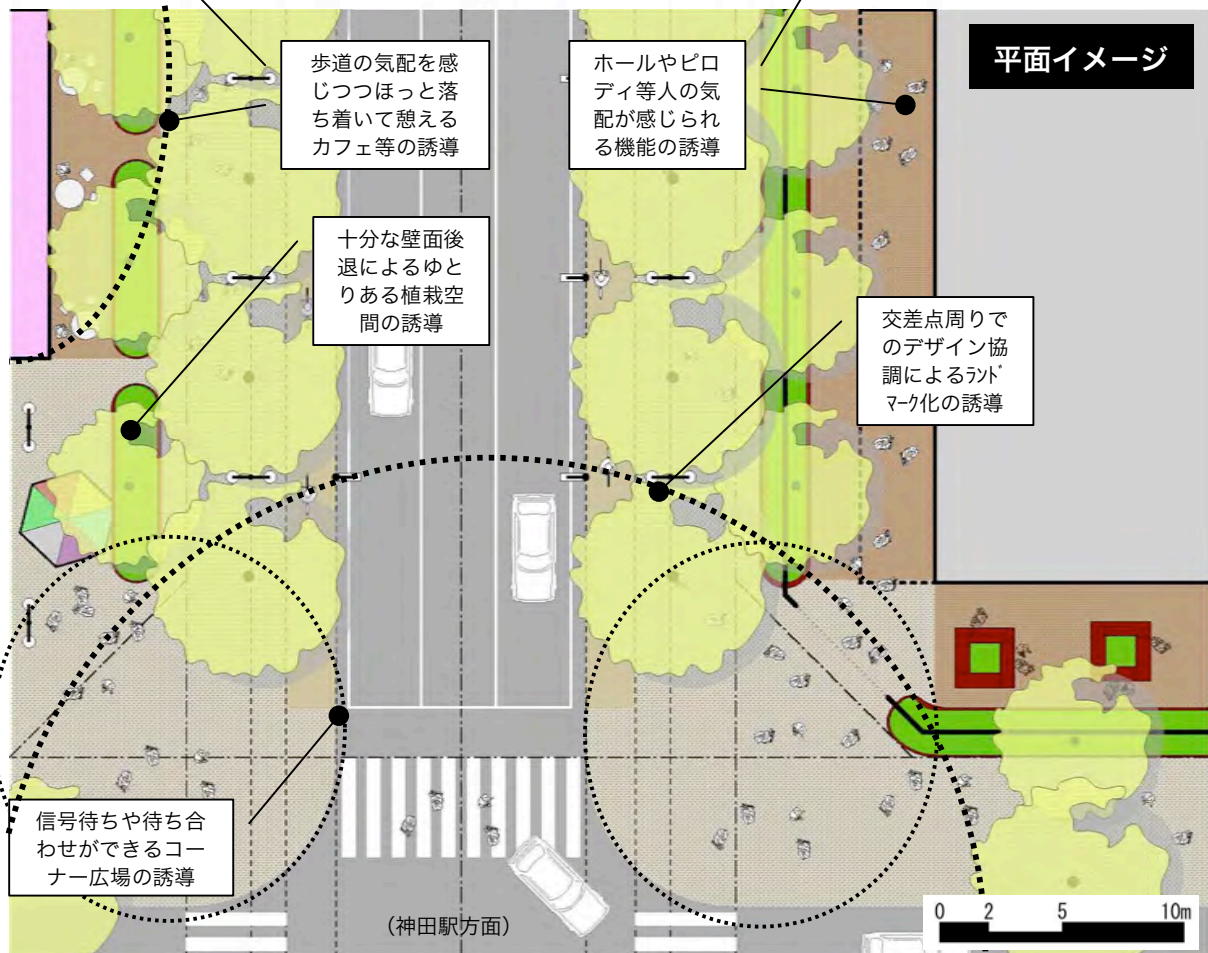 平面イメージ
歩道の気配を感
じつつほっと落
ち着いて憩える
カフェ等の誘導
ホールやピロ
ディ等人の気
配が感じられ
る機能の誘導
十分な壁面後
退によるゆと
りある植栽空
間の誘導
交差点周りで
のデザイン協
調によるﾗﾝﾄﾞ
ﾏｰｸ化の誘導
信号待ちや待ち合
わせができるコー
ナー広場の誘導
（神田駅方面）
0 2 5 10m